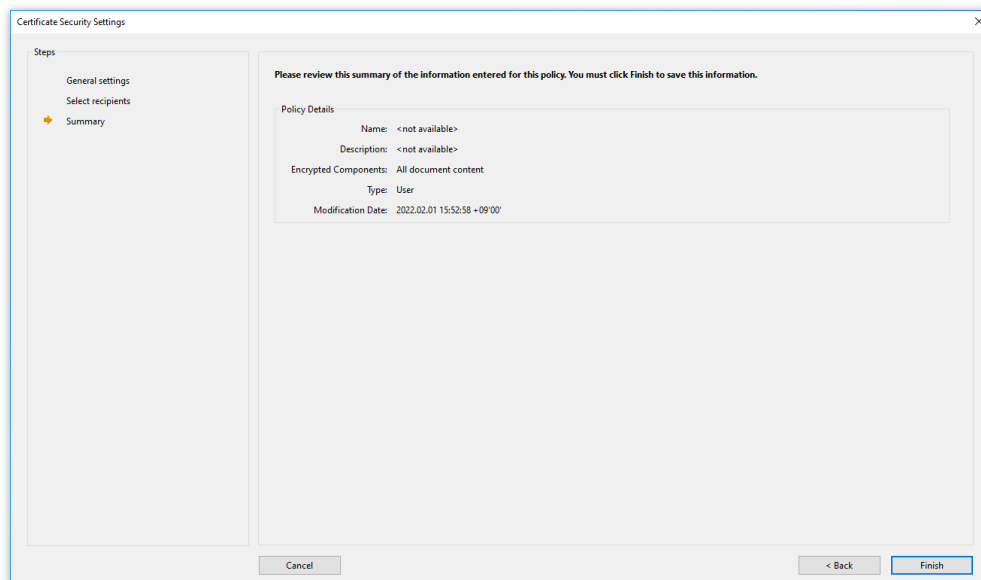 Certificate Security Settings
Steps
General settings
Select recipients
Summary
Please review this summary of the information entered for this policy. You must click Finish to save this information.
Policy Details
Name: <not available>
Description: <not available>
Encrypted Components: All document content
Type: User
Modification Date: 2022.02.01 15:52:58 +09'00'
Cancel
< Back
Finish